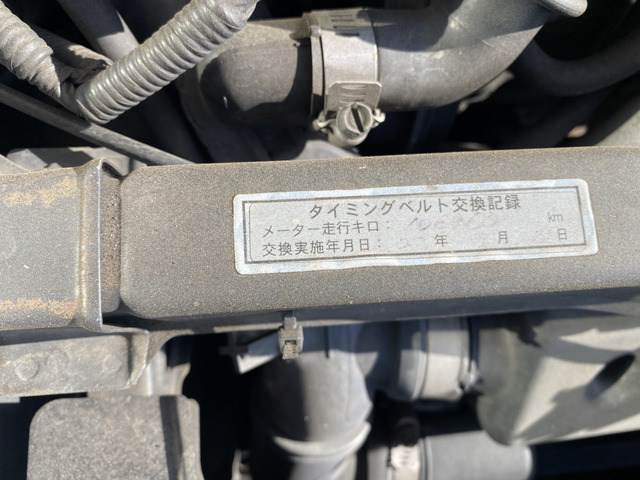 タイミングベルト交換記録
メーター走行キロ: km
交換実施年月日: 年 月 日